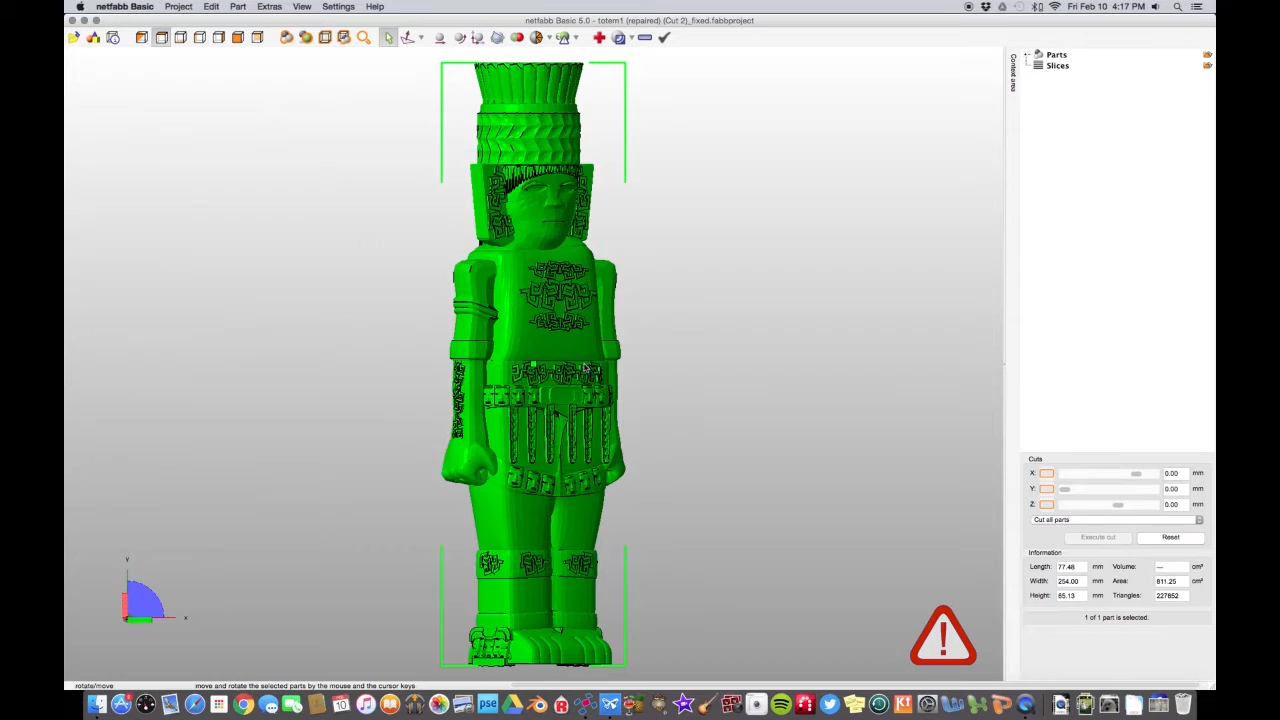 netfabb Basic Project Edit Part Extras View Settings Help Fri Feb 10 4:17 PM
netfabb Basic 5.0 - totem1 (repaired) (Cut 2)_fixed.fabbproject
Context area
Parts
Slices
Cuts
X: 0.00 mm
Y: 0.00 mm
Z: 0.00 mm
Cut all parts
Execute cut Reset
Information
Length: 77.48 mm Volume: --- cm³
Width: 254.00 mm Area: 811.25 cm²
Height: 65.13 mm Triangles: 227852
1 of 1 part is selected.
y
x
rotate/move move and rotate the selected parts by the mouse and the cursor keys
10 pse